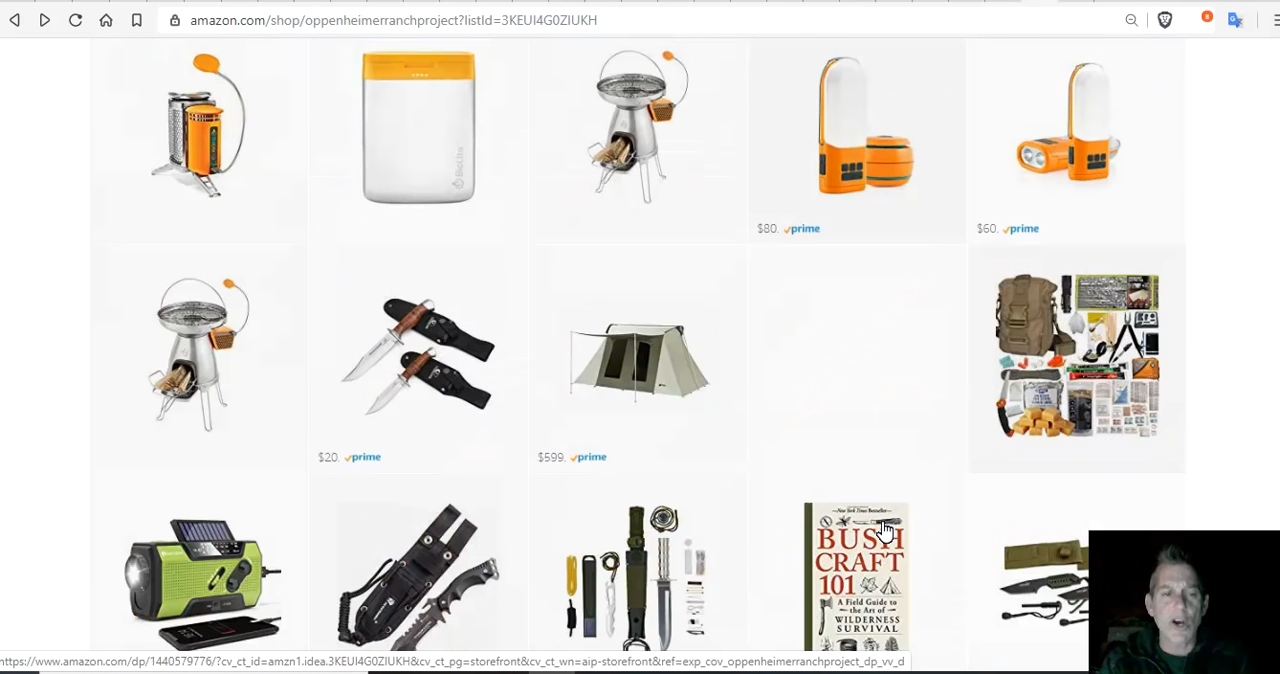 amazon.com/shop/oppenheimerranchproject?listId=3KEUI4G0ZIUKH
8
BioLite
$80. prime
$60. prime
$20. prime
$599. prime
New York Times Bestseller
BUSH
CRAFT
101
A Field Guide to
the Art of
WILDERNESS
SURVIVAL
https://www.amazon.com/dp/1440579776/?cv_ct_id=amzn1.idea.3KEUI4G0ZIUKH&cv_ct_pg=storefront&cv_ct_wn=aip-storefront&ref=exp_cov_oppenheimerranchproject_dp_vv_d